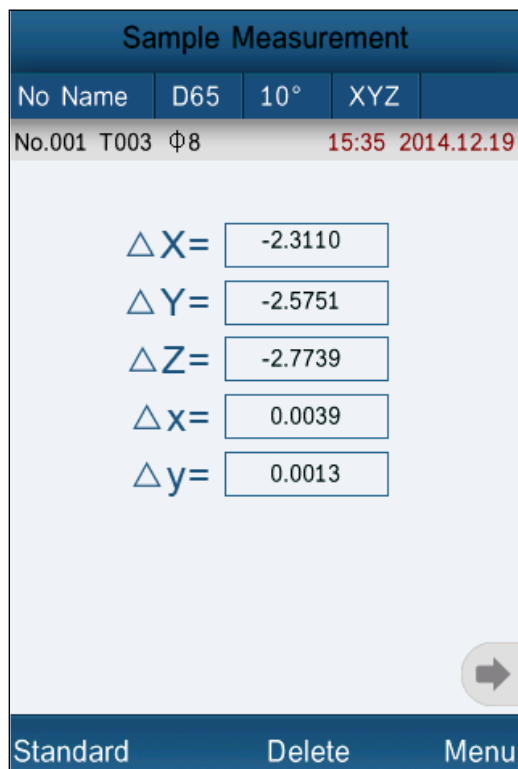 Sample Measurement
No Name D65 10° XYZ
No.001 T003 Φ8 15:35 2014.12.19
△X= -2.3110
△Y= -2.5751
△Z= -2.7739
△x= 0.0039
△y= 0.0013
Standard Delete Menu